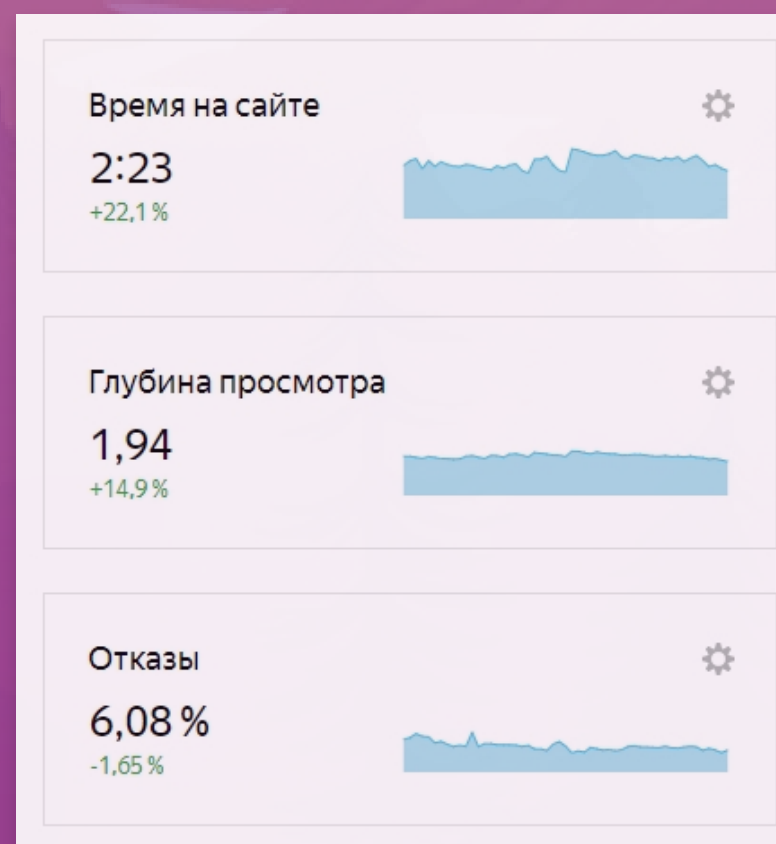 Время на сайте
2:23
+22,1 %
Глубина просмотра
1,94
+14,9 %
Отказы
6,08 %
-1,65 %